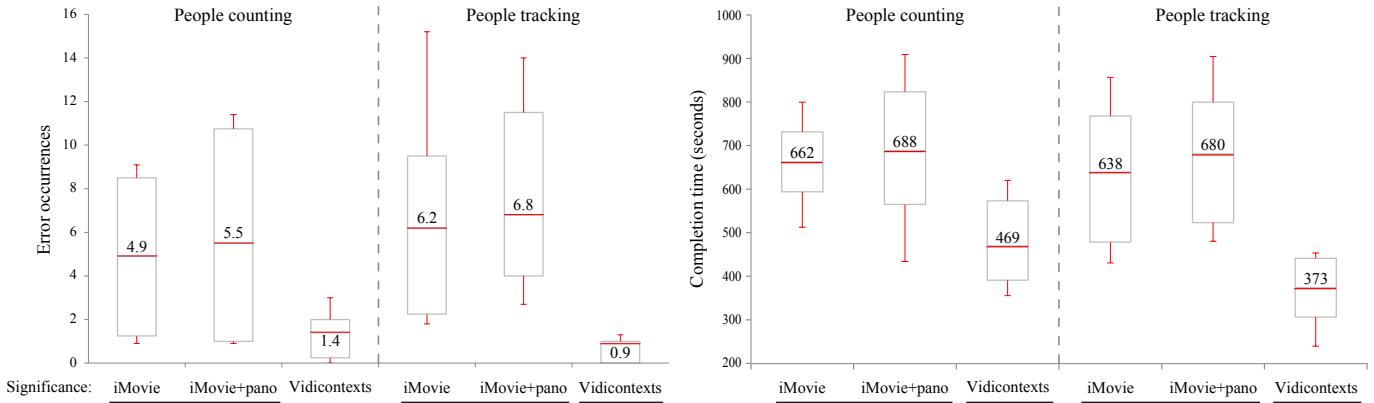 People counting
People tracking
Error occurrences
16
14
12
10
8
6
4
2
0
4.9
5.5
1.4
6.2
6.8
0.9
Significance:
iMovie
iMovie+pano
Vidicontexts
iMovie
iMovie+pano
Vidicontexts
People counting
People tracking
Completion time (seconds)
1000
900
800
700
600
500
400
300
200
662
688
469
638
680
373
iMovie
iMovie+pano
Vidicontexts
iMovie
iMovie+pano
Vidicontexts